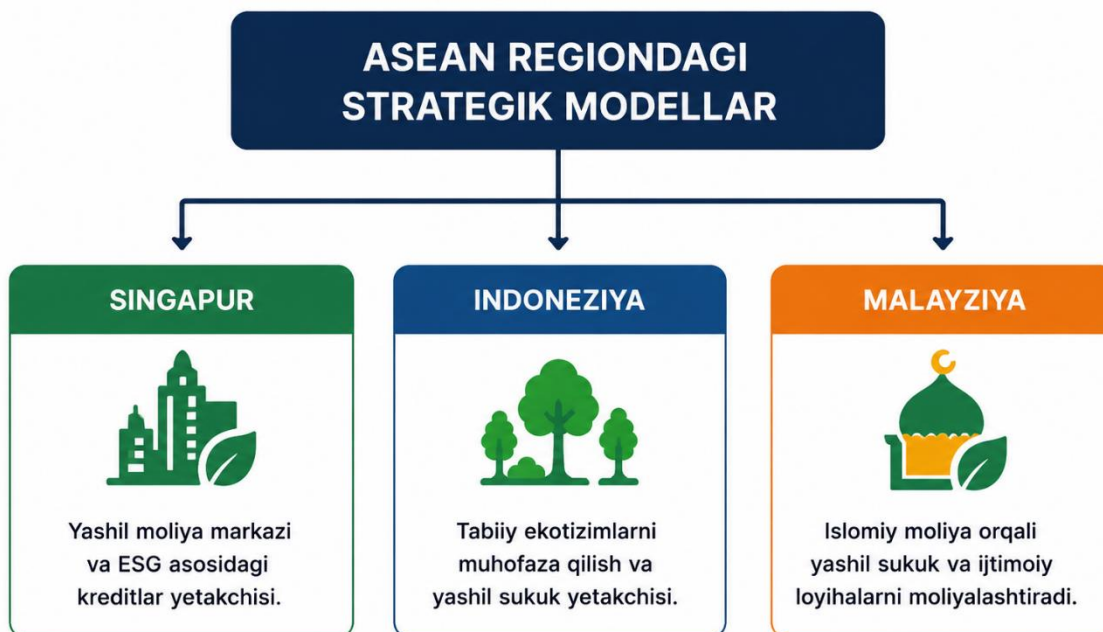 ASEAN REGIONDAGI
STRATEGIK MODELLAR
SINGAPUR
Yashil moliya markazi
va ESG asosidagi
kreditlar yetakchisi.
INDONEZIYA
Tabiiy ekotizimlarni
muhofaza qilish va
yashil sukuk yetakchisi.
MALAYZIYA
Islomiy moliya orqali
yashil sukuk va ijtimoiy
loyihalarni moliyalashtiradi.